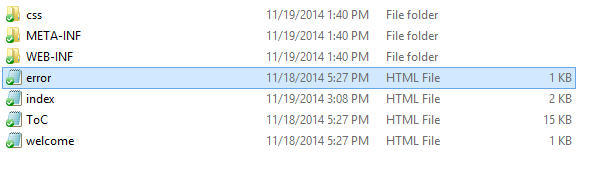 css 11/19/2014 1:40 PM File folder
META-INF 11/19/2014 1:40 PM File folder
WEB-INF 11/19/2014 1:40 PM File folder
error 11/18/2014 5:27 PM HTML File 1 KB
index 11/19/2014 3:08 PM HTML File 2 KB
ToC 11/18/2014 5:27 PM HTML File 15 KB
welcome 11/18/2014 5:27 PM HTML File 1 KB